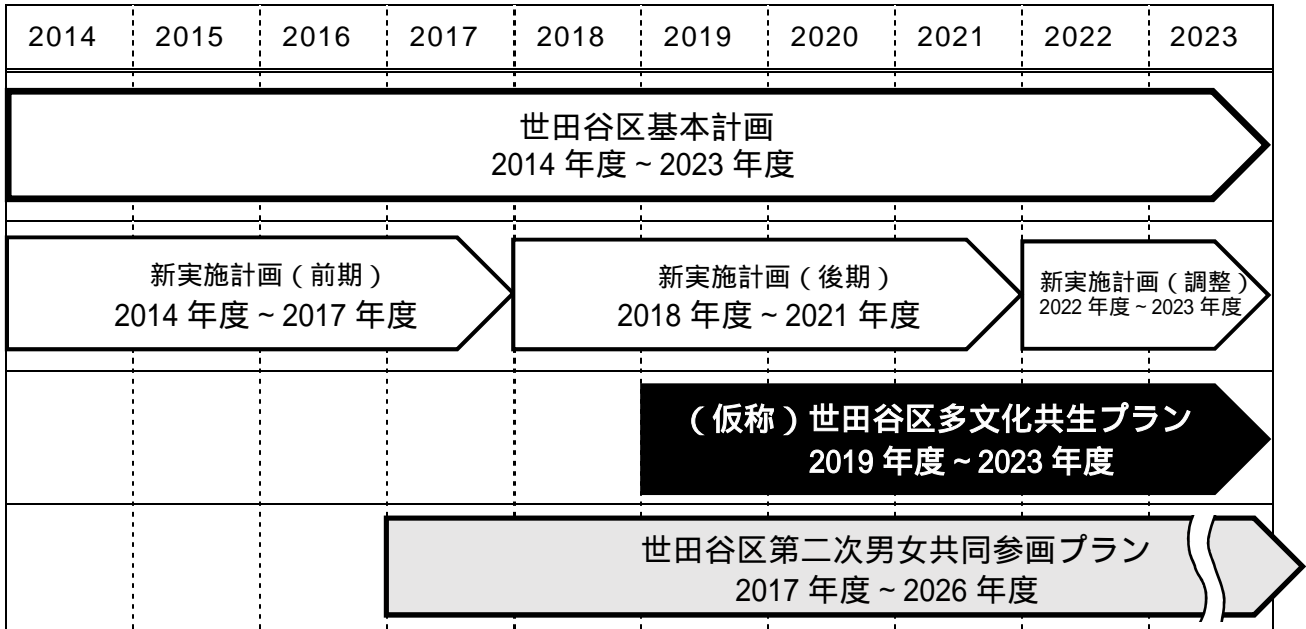 2014 2015 2016 2017 2018 2019 2020 2021 2022 2023
世田谷区基本計画
2014 年度~2023 年度
新実施計画(前期)
2014 年度~2017 年度
新実施計画(後期)
2018 年度~2021 年度
新実施計画(調整)
2022 年度~2023 年度
(仮称)世田谷区多文化共生プラン
2019 年度~2023 年度
世田谷区第二次男女共同参画プラン
2017 年度~2026 年度